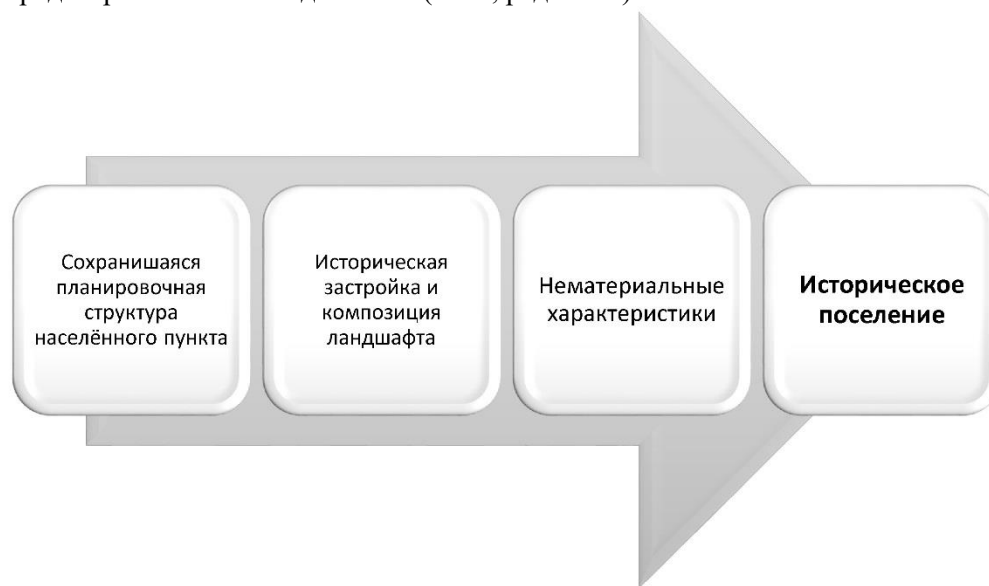 Сохранишаяся
планировочная
структура
населённого пункта
Историческая
застройка и
композиция
ландшафта
Нематериальные
характеристики
Историческое
поселение